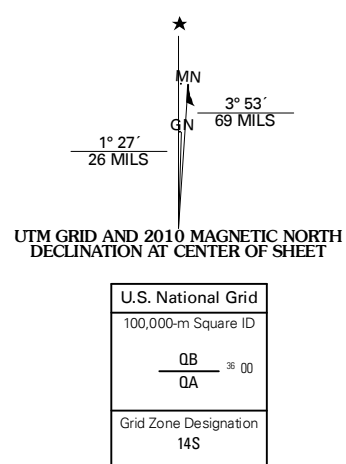 ★
MN
3° 53´
69 MILS
GN
1° 27´
26 MILS
UTM GRID AND 2010 MAGNETIC NORTH
DECLINATION AT CENTER OF SHEET
U.S. National Grid
100,000-m Square ID
QB
36 00
QA
Grid Zone Designation
14S